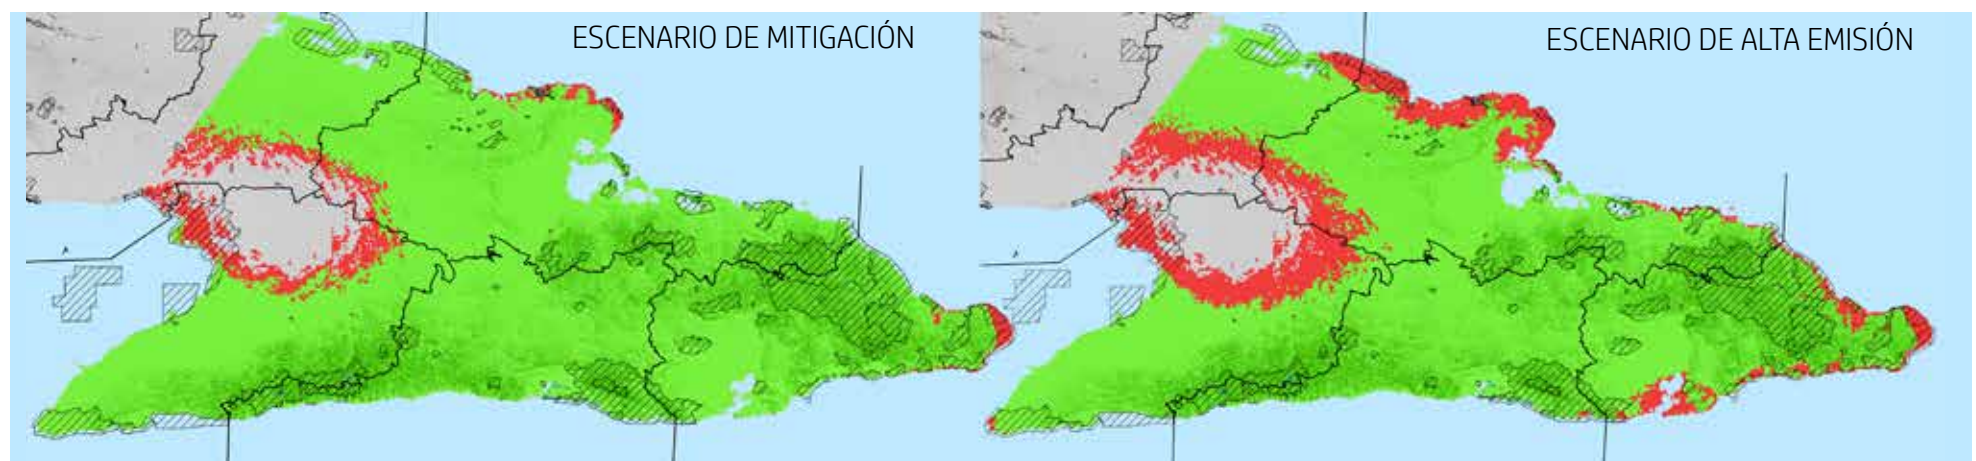 ESCENARIO DE MITIGACIÓN
ESCENARIO DE ALTA EMISIÓN